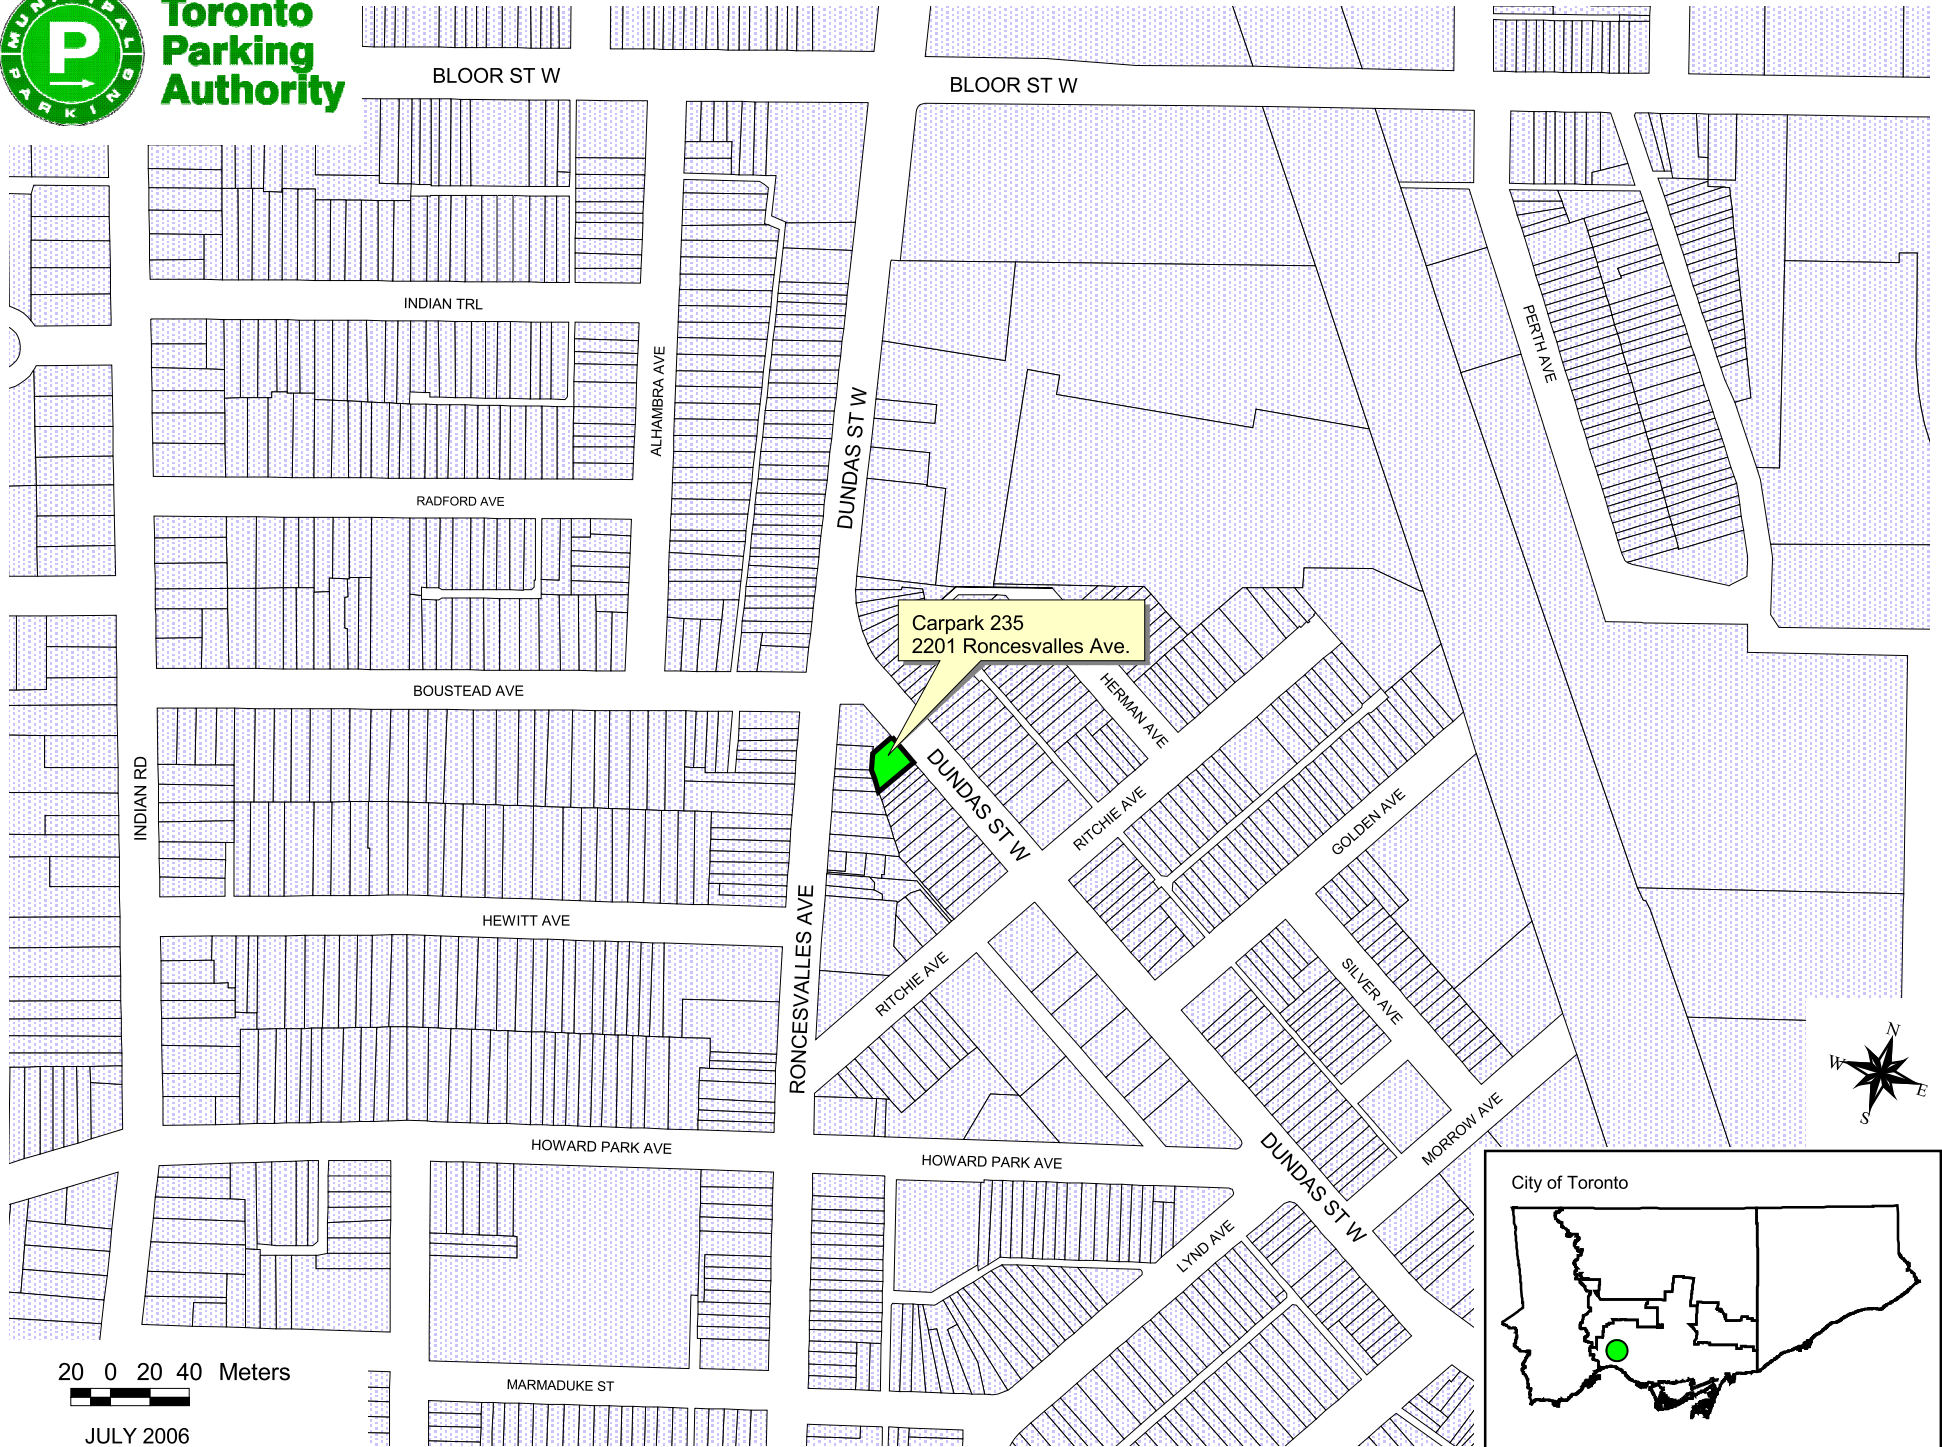 MUNICIPAL
P
PARKING
Toronto
Parking
Authority
BLOOR ST W
BLOOR ST W
INDIAN TRL
ALHAMBRA AVE
PERTH AVE
DUNDAS ST W
RADFORD AVE
Carpark 235
2201 Roncesvalles Ave.
BOUSTEAD AVE
HERMAN AVE
INDIAN RD
DUNDAS ST W
RITCHIE AVE
GOLDEN AVE
HEWITT AVE
RONCESVALLES AVE
RITCHIE AVE
SILVER AVE
N
W
E
S
HOWARD PARK AVE
HOWARD PARK AVE
DUNDAS ST W
MORROW AVE
LYND AVE
City of Toronto
20 0 20 40 Meters
MARMADUKE ST
JULY 2006